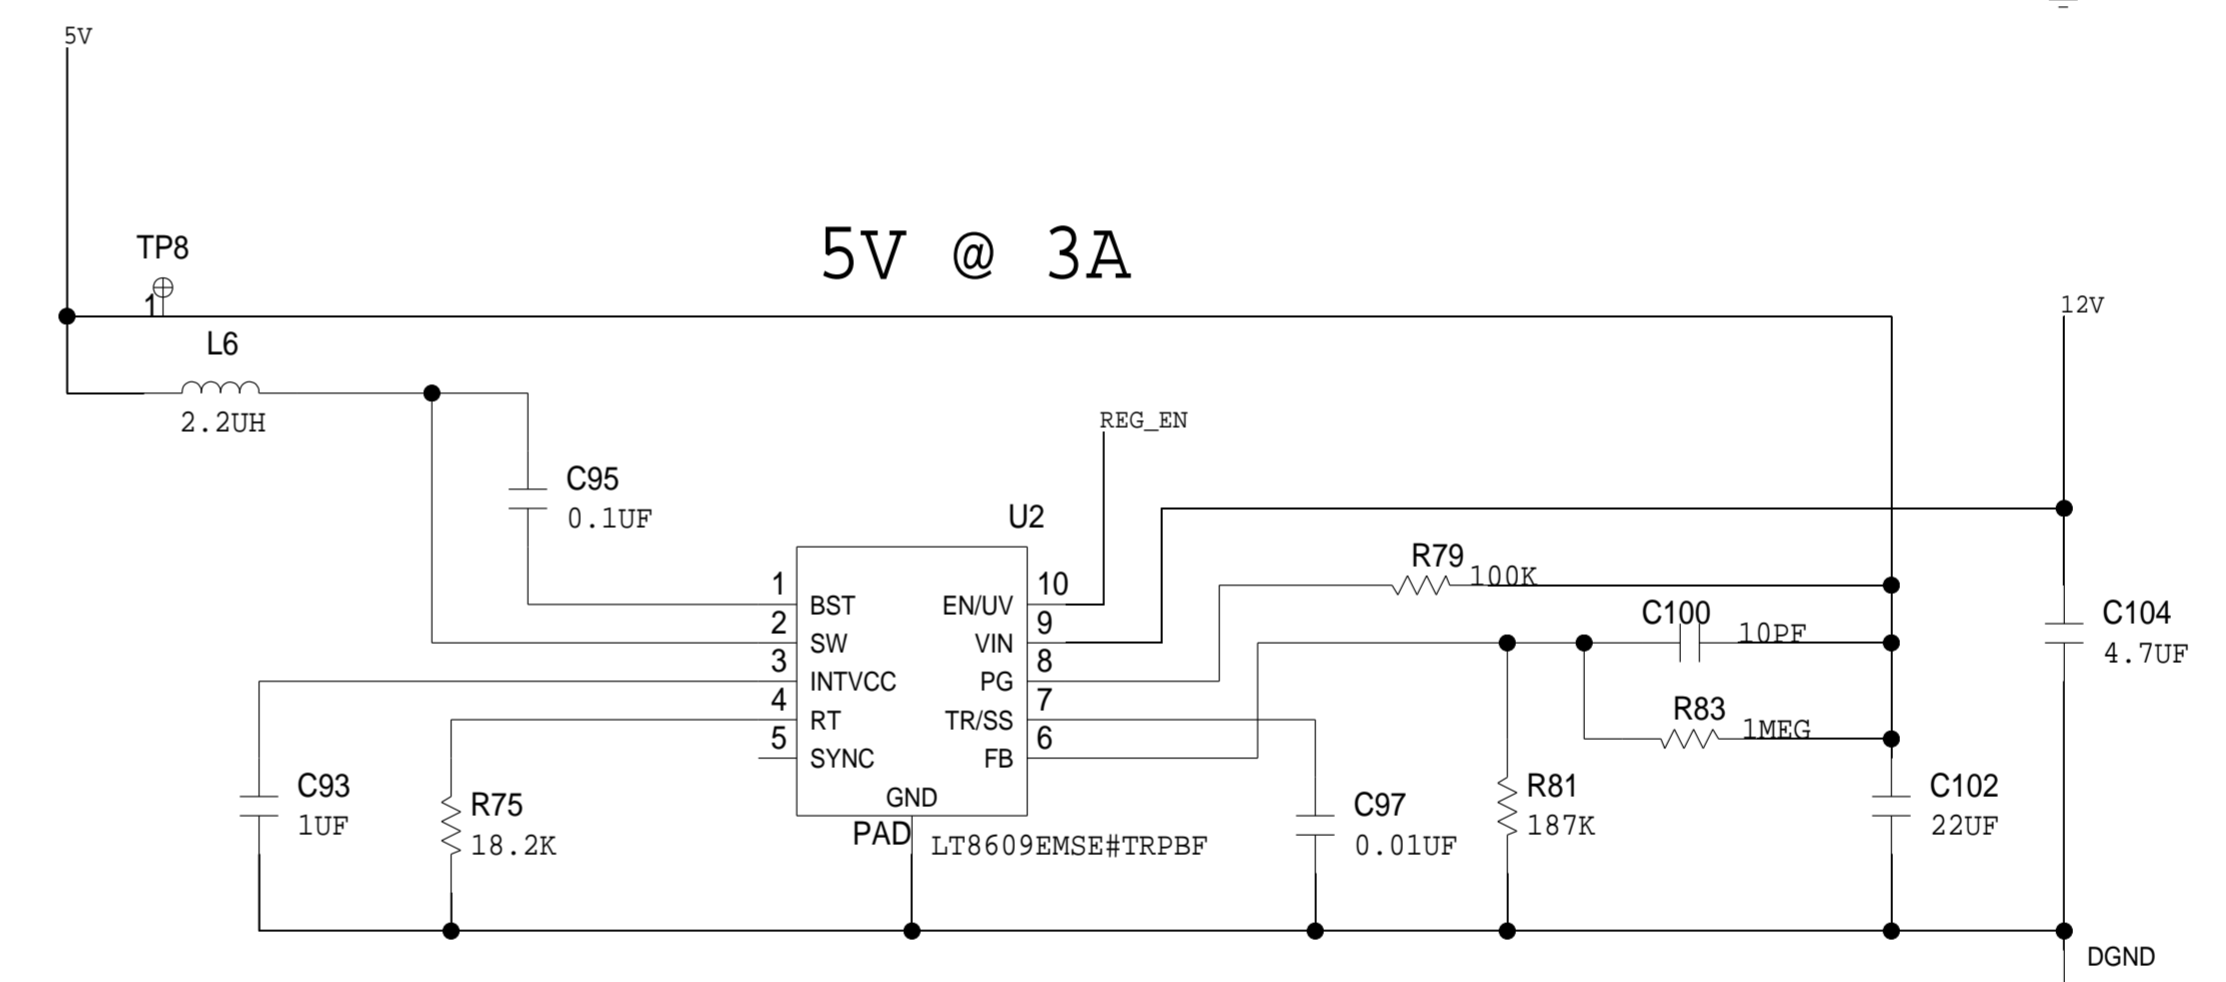 5V
TP8
1
5V @ 3A
12V
L6
2.2UH
REG_EN
C95
0.1UF
U2
R79 100K
C100 10PF
C104
4.7UF
1 BST EN/UV 10
2 SW VIN 9
3 INTVCC PG 8
4 RT TR/SS 7
5 SYNC FB 6
GND
PAD
LT8609EMSE#TRPBF
R83 1MEG
C93
1UF
R75
18.2K
C97
0.01UF
R81
187K
C102
22UF
DGND